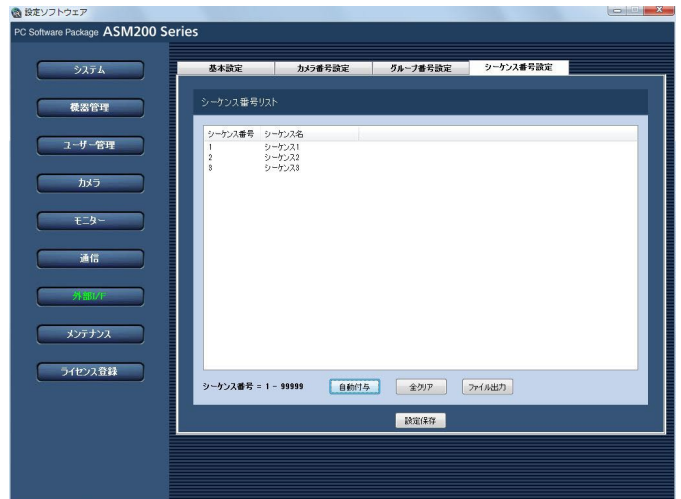 設定ソフトウェア
PC Software Package ASM200 Series
システム
機器管理
ユーザー管理
カメラ
モニター
通信
外部I/F
メンテナンス
ライセンス登録
基本設定 カメラ番号設定 グループ番号設定 シーケンス番号設定
シーケンス番号リスト
シーケンス番号 シーケンス名
1 シーケンス1
2 シーケンス2
3 シーケンス3
シーケンス番号 = 1 - 99999 自動付与 全クリア ファイル出力
設定保存